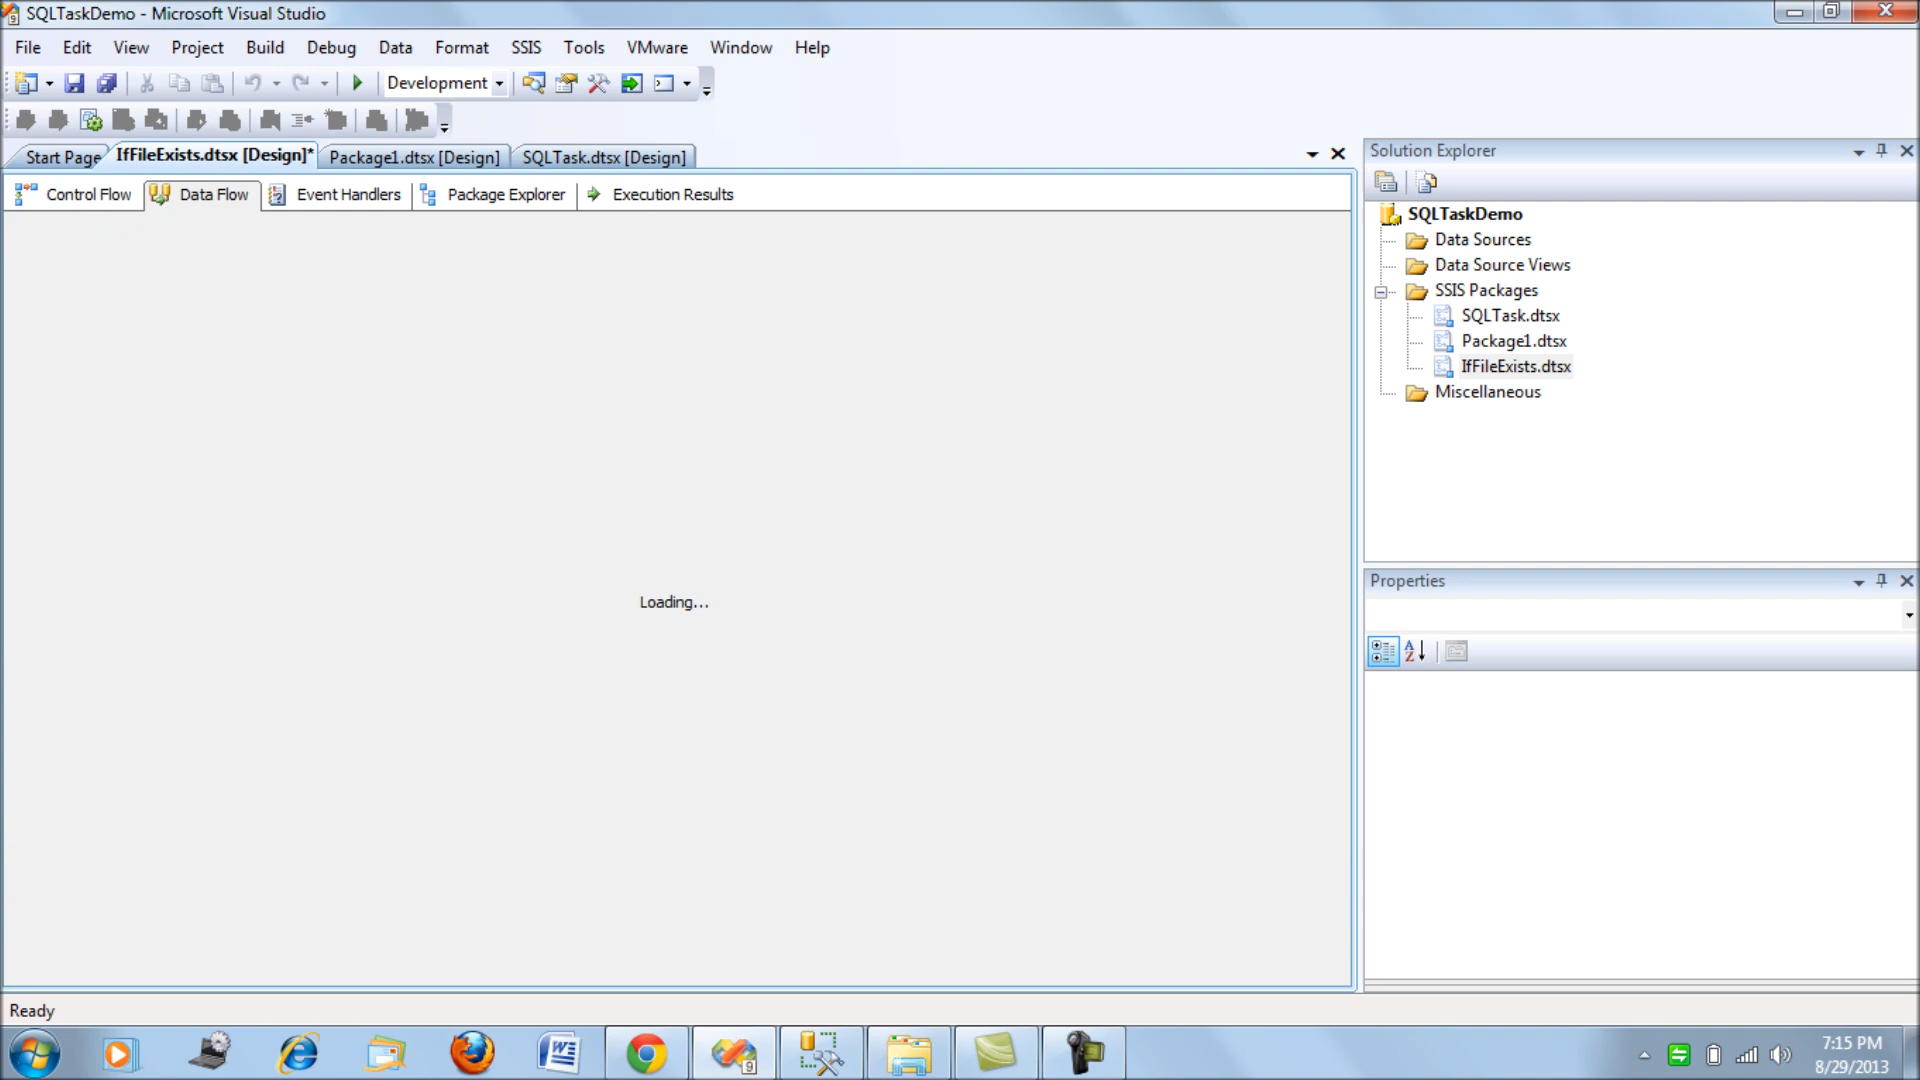 SQLTaskDemo - Microsoft Visual Studio
File Edit View Project Build Debug Data Format SSIS Tools VMware Window Help
Development
Start Page IfFileExists.dtsx [Design]* Package1.dtsx [Design] SQLTask.dtsx [Design]
Control Flow Data Flow Event Handlers Package Explorer Execution Results
Loading...
Solution Explorer
SQLTaskDemo
Data Sources
Data Source Views
SSIS Packages
SQLTask.dtsx
Package1.dtsx
IfFileExists.dtsx
Miscellaneous
Properties
Ready
7:15 PM
8/29/2013